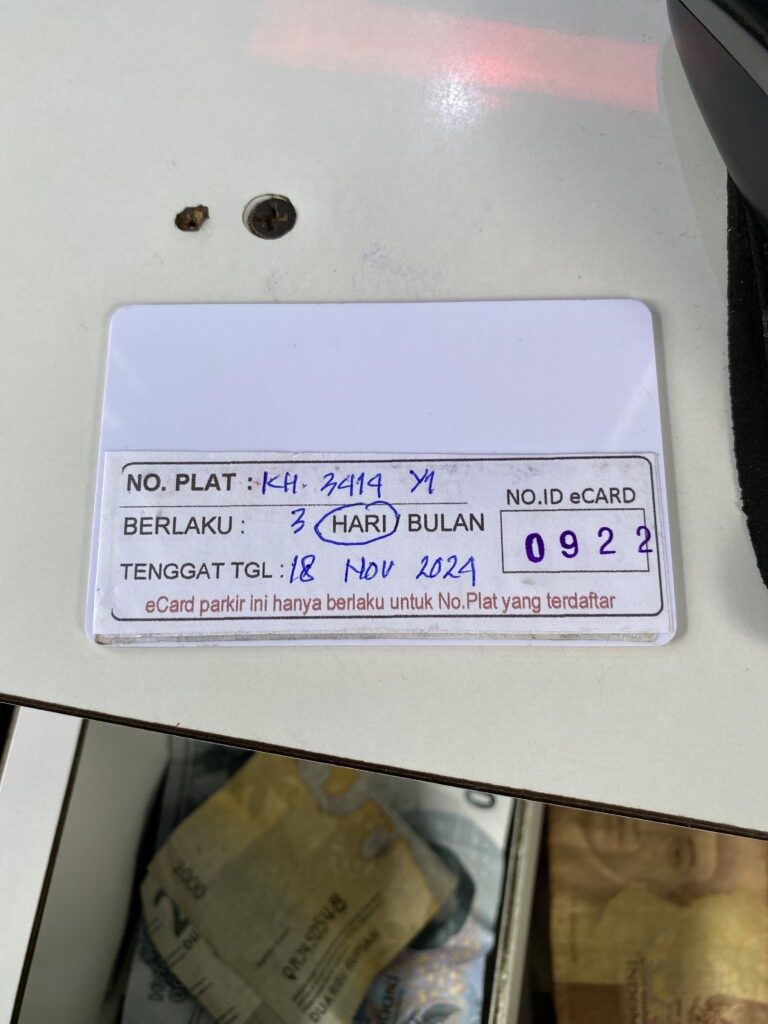 NO. PLAT : KH. 3414 YM
BERLAKU : 3 HARI / BULAN
TENGGAT TGL : 18 NOV 2024
NO.ID eCARD
0922
eCard parkir ini hanya berlaku untuk No.Plat yang terdaftar
2000